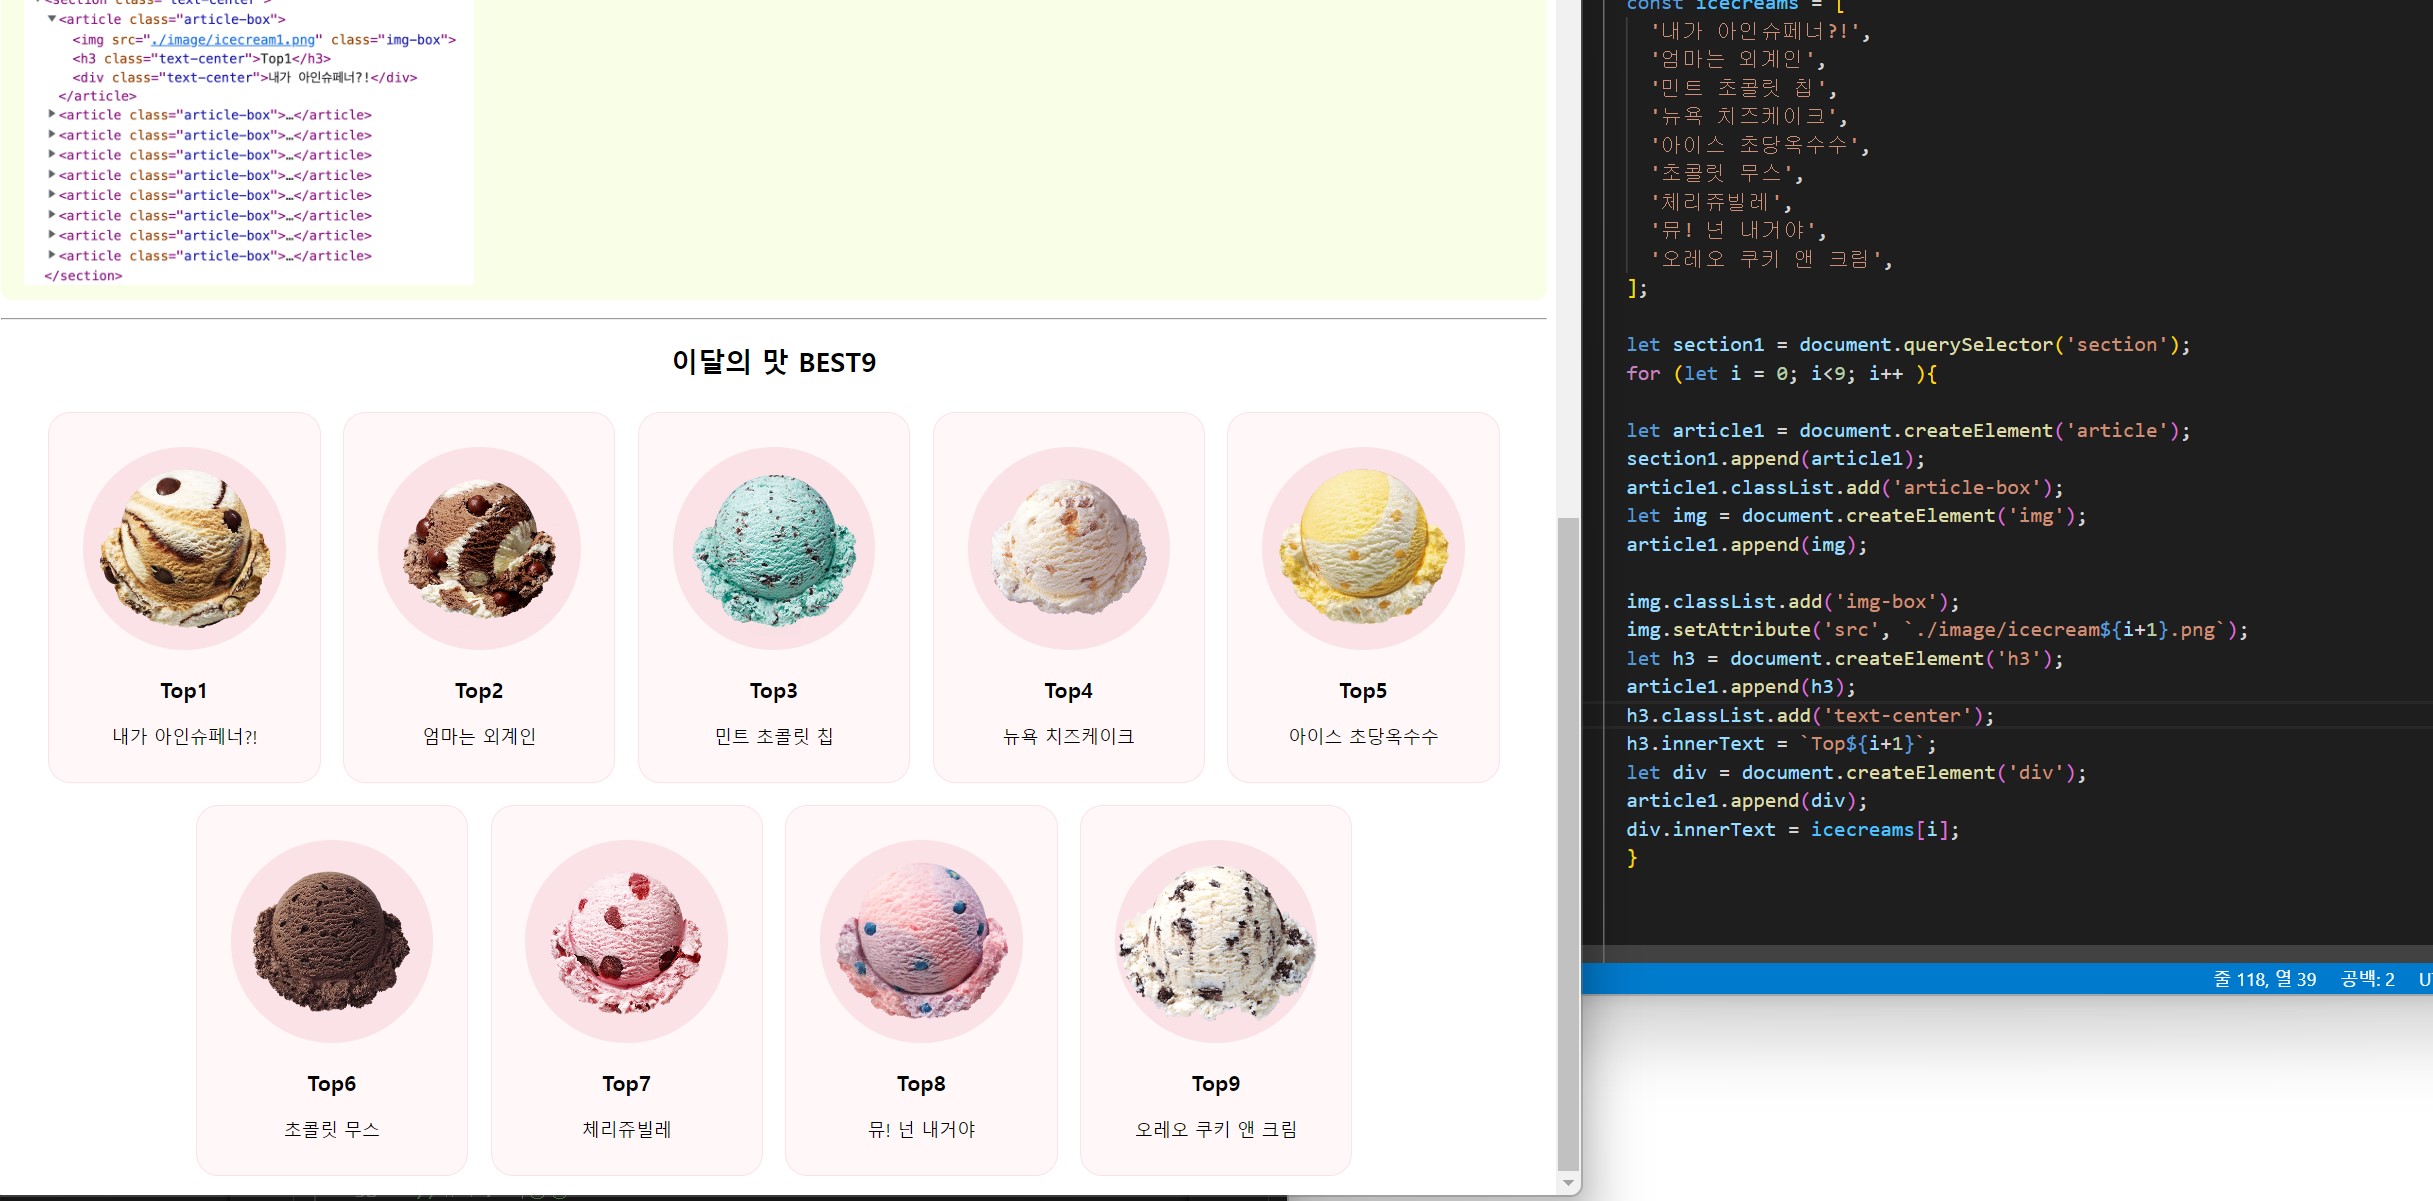 <section class="text-center">
▼<article class="article-box">
<img src="./image/icecream1.png" class="img-box">
<h3 class="text-center">Top1</h3>
<div class="text-center">내가 아인슈페너?!</div>
</article>
▶<article class="article-box">…</article>
▶<article class="article-box">…</article>
▶<article class="article-box">…</article>
▶<article class="article-box">…</article>
▶<article class="article-box">…</article>
▶<article class="article-box">…</article>
▶<article class="article-box">…</article>
▶<article class="article-box">…</article>
</section>
이달의 맛 BEST9
Top1
내가 아인슈페너?!
Top2
엄마는 외계인
Top3
민트 초콜릿 칩
Top4
뉴욕 치즈케이크
Top5
아이스 초당옥수수
Top6
초콜릿 무스
Top7
체리쥬빌레
Top8
뮤! 넌 내거야
Top9
오레오 쿠키 앤 크림
const icecreams = [
'내가 아인슈페너?!',
'엄마는 외계인',
'민트 초콜릿 칩',
'뉴욕 치즈케이크',
'아이스 초당옥수수',
'초콜릿 무스',
'체리쥬빌레',
'뮤! 넌 내거야',
'오레오 쿠키 앤 크림',
];
let section1 = document.querySelector('section');
for (let i = 0; i<9; i++ ){
let article1 = document.createElement('article');
section1.append(article1);
article1.classList.add('article-box');
let img = document.createElement('img');
article1.append(img);
img.classList.add('img-box');
img.setAttribute('src', `./image/icecream${i+1}.png`);
let h3 = document.createElement('h3');
article1.append(h3);
h3.classList.add('text-center');
h3.innerText = `Top${i+1}`;
let div = document.createElement('div');
article1.append(div);
div.innerText = icecreams[i];
}
줄 118, 열 39 공백: 2